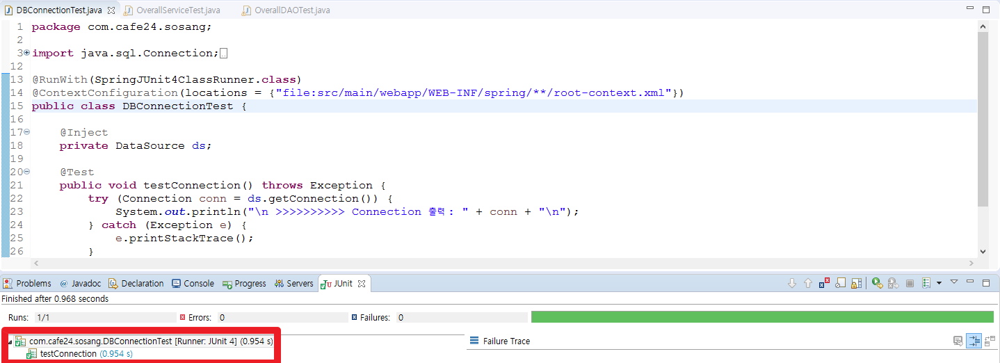 DBConnectionTest.java OverallServiceTest.java OverallDAOTest.java
1 package com.cafe24.sosang;
2
3 import java.sql.Connection;
12
13 @RunWith(SpringJUnit4ClassRunner.class)
14 @ContextConfiguration(locations = {"file:src/main/webapp/WEB-INF/spring/**/root-context.xml"})
15 public class DBConnectionTest {
16
17 @Inject
18 private DataSource ds;
19
20 @Test
21 public void testConnection() throws Exception {
22 try (Connection conn = ds.getConnection()) {
23 System.out.println("\n >>>>>>>>>> Connection 출력 : " + conn + "\n");
24 } catch (Exception e) {
25 e.printStackTrace();
26 }
Problems @ Javadoc Declaration Console Progress Servers JUnit
Finished after 0.968 seconds
Runs: 1/1 Errors: 0 Failures: 0
com.cafe24.sosang.DBConnectionTest [Runner: JUnit 4] (0.954 s) Failure Trace
testConnection (0.954 s)